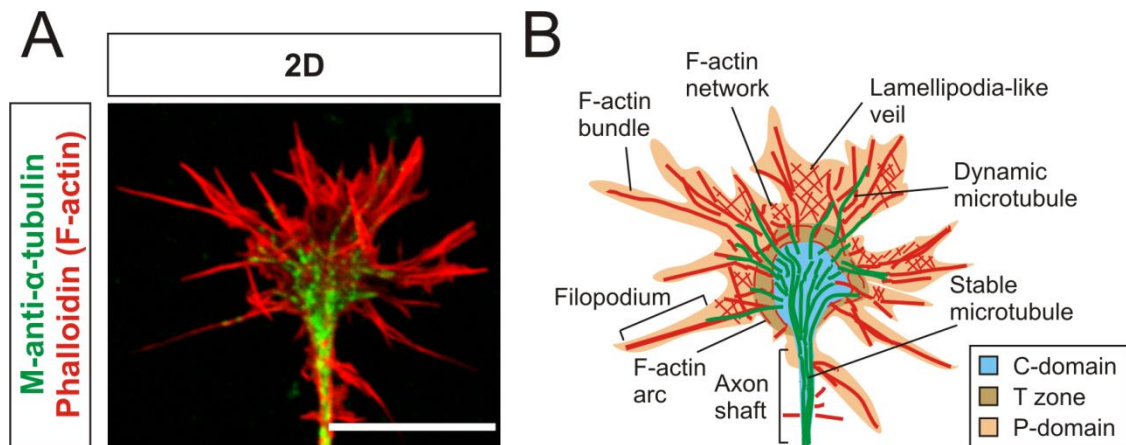 A
2D
M-anti-α-tubulin
Phalloidin (F-actin)
B
F-actin
network
Lamellipodia-like
veil
F-actin
bundle
Dynamic
microtubule
Filopodium
Stable
microtubule
F-actin
arc
Axon
shaft
C-domain
T zone
P-domain